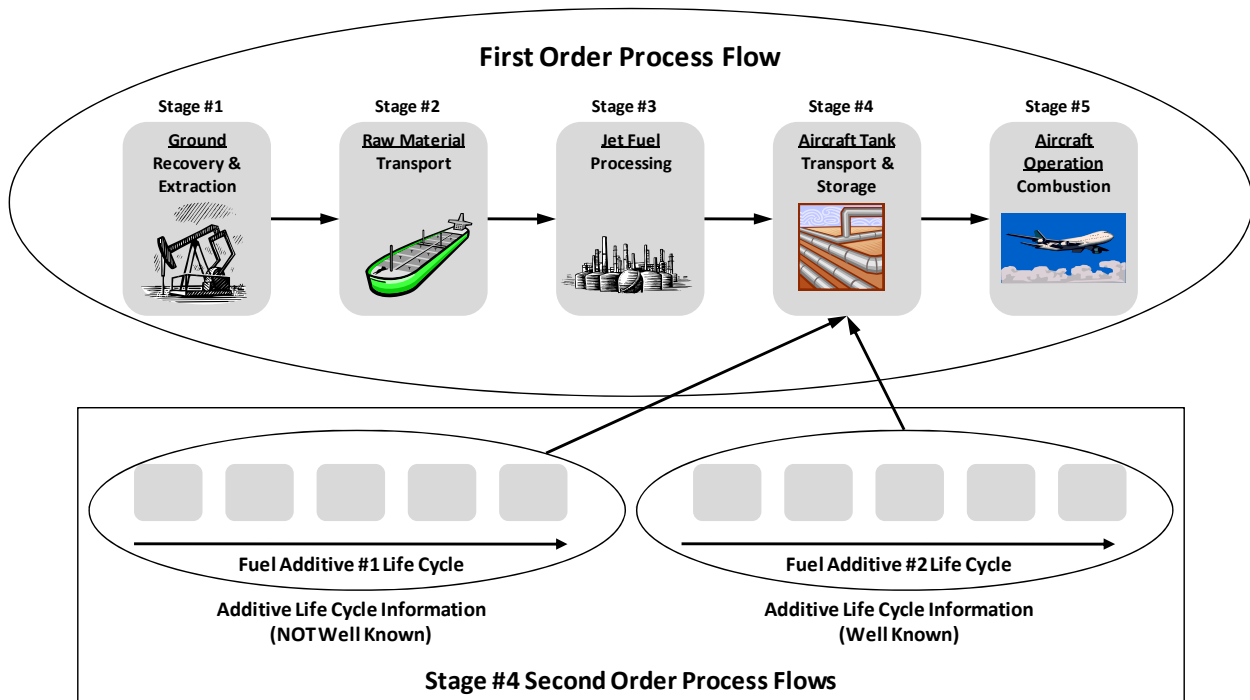 First Order Process Flow
Stage #1
Ground
Recovery &
Extraction
Stage #2
Raw Material
Transport
Stage #3
Jet Fuel
Processing
Stage #4
Aircraft Tank
Transport &
Storage
Stage #5
Aircraft
Operation
Combustion
Fuel Additive #1 Life Cycle
Additive Life Cycle Information
(NOT Well Known)
Fuel Additive #2 Life Cycle
Additive Life Cycle Information
(Well Known)
Stage #4 Second Order Process Flows